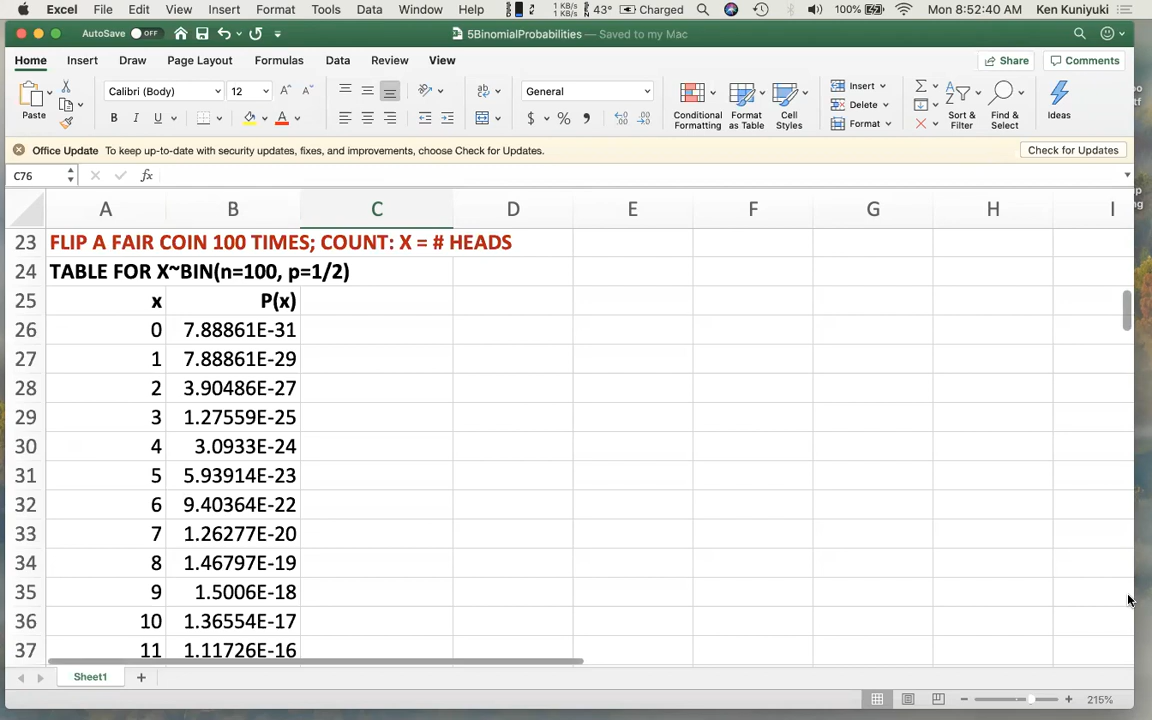 Excel File Edit View Insert Format Tools Data Window Help 1 KB/s 4 KB/s 43° Charged 100% Mon 8:52:40 AM Ken Kuniyuki
AutoSave OFF 5BinomialProbabilities — Saved to my Mac
Home Insert Draw Page Layout Formulas Data Review View Share Comments
Paste Calibri (Body) 12 General Conditional Formatting Format as Table Cell Styles Insert Delete Format Sort & Filter Find & Select Ideas
Office Update To keep up-to-date with security updates, fixes, and improvements, choose Check for Updates. Check for Updates
C76 fx
A B C D E F G H I
23 FLIP A FAIR COIN 100 TIMES; COUNT: X = # HEADS
24 TABLE FOR X~BIN(n=100, p=1/2)
25 x P(x)
26 0 7.88861E-31
27 1 7.88861E-29
28 2 3.90486E-27
29 3 1.27559E-25
30 4 3.0933E-24
31 5 5.93914E-23
32 6 9.40364E-22
33 7 1.26277E-20
34 8 1.46797E-19
35 9 1.5006E-18
36 10 1.36554E-17
37 11 1.11726E-16
Sheet1
215%